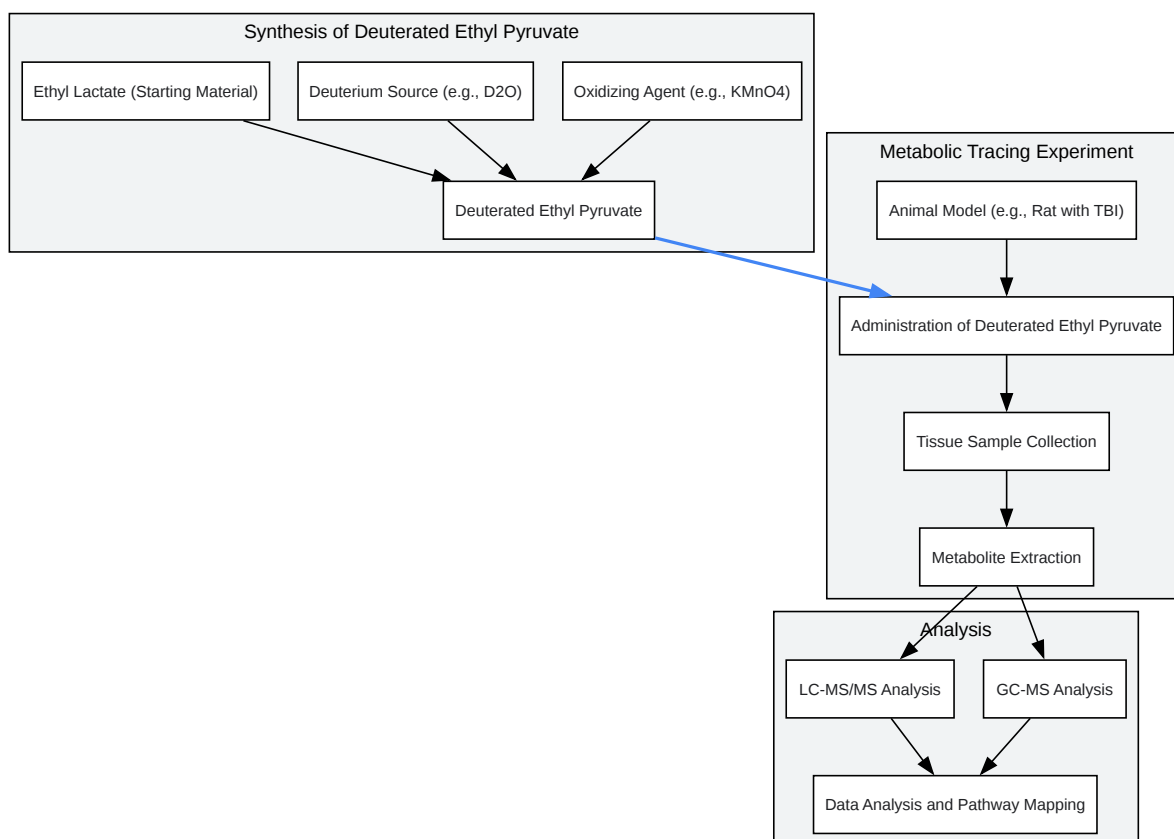 Synthesis of Deuterated Ethyl Pyruvate
Ethyl Lactate (Starting Material)
Deuterium Source (e.g., D2O)
Oxidizing Agent (e.g., KMnO4)
Deuterated Ethyl Pyruvate
Metabolic Tracing Experiment
Animal Model (e.g., Rat with TBI)
Administration of Deuterated Ethyl Pyruvate
Tissue Sample Collection
Metabolite Extraction
Analysis
LC-MS/MS Analysis
GC-MS Analysis
Data Analysis and Pathway Mapping